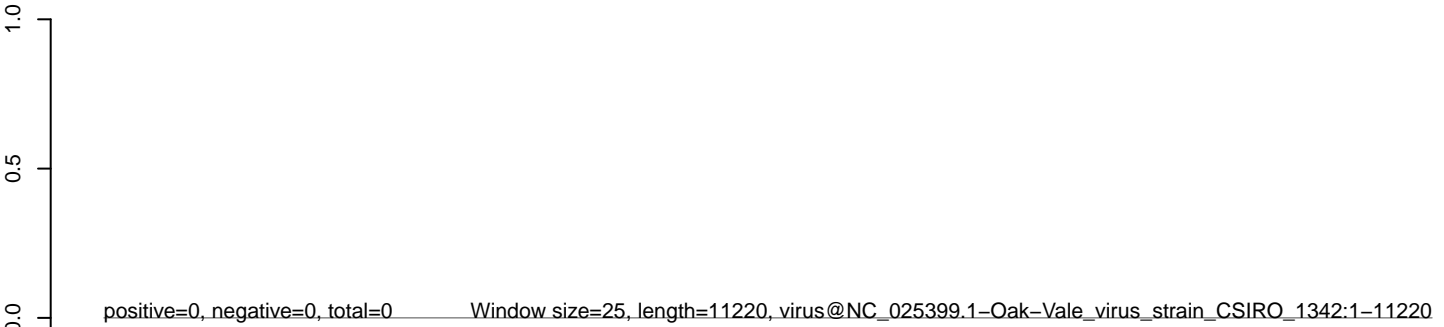 1.0
0.5
0.0
positive=0, negative=0, total=0 Window size=25, length=11220, virus@NC_025399.1−Oak−Vale_virus_strain_CSIRO_1342:1−11220